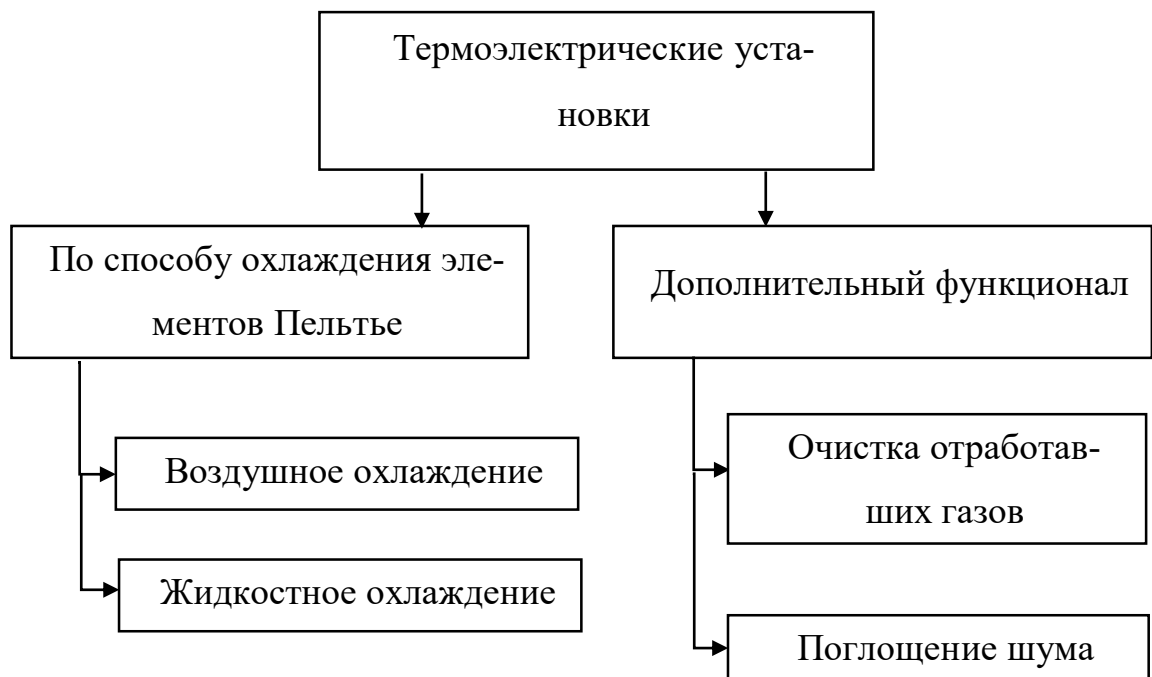 Термоэлектрические уста-
новки
По способу охлаждения эле-
ментов Пельтье
Воздушное охлаждение
Жидкостное охлаждение
Дополнительный функционал
Очистка отработав-
ших газов
Поглощение шума